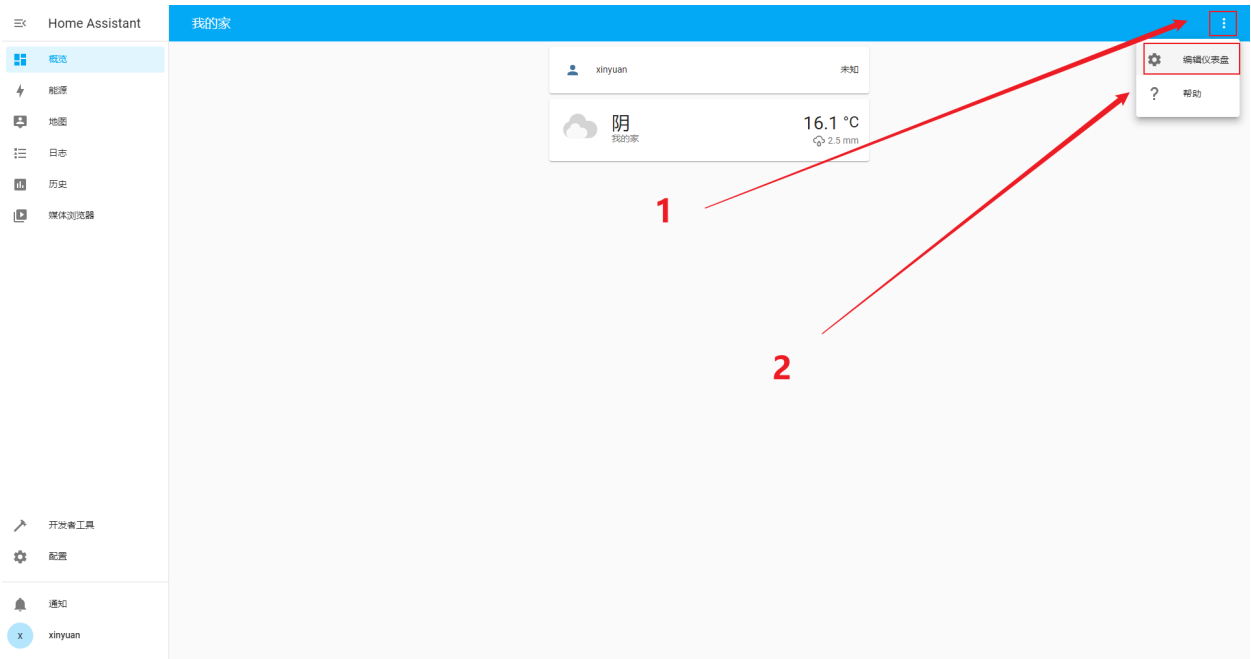 Home Assistant
我的家
概览
能源
地图
日志
历史
媒体浏览器
开发者工具
配置
通知
x
xinyuan
xinyuan
未知
阴
我的家
16.1 °C
2.5 mm
编辑仪表盘
?
帮助
1
2